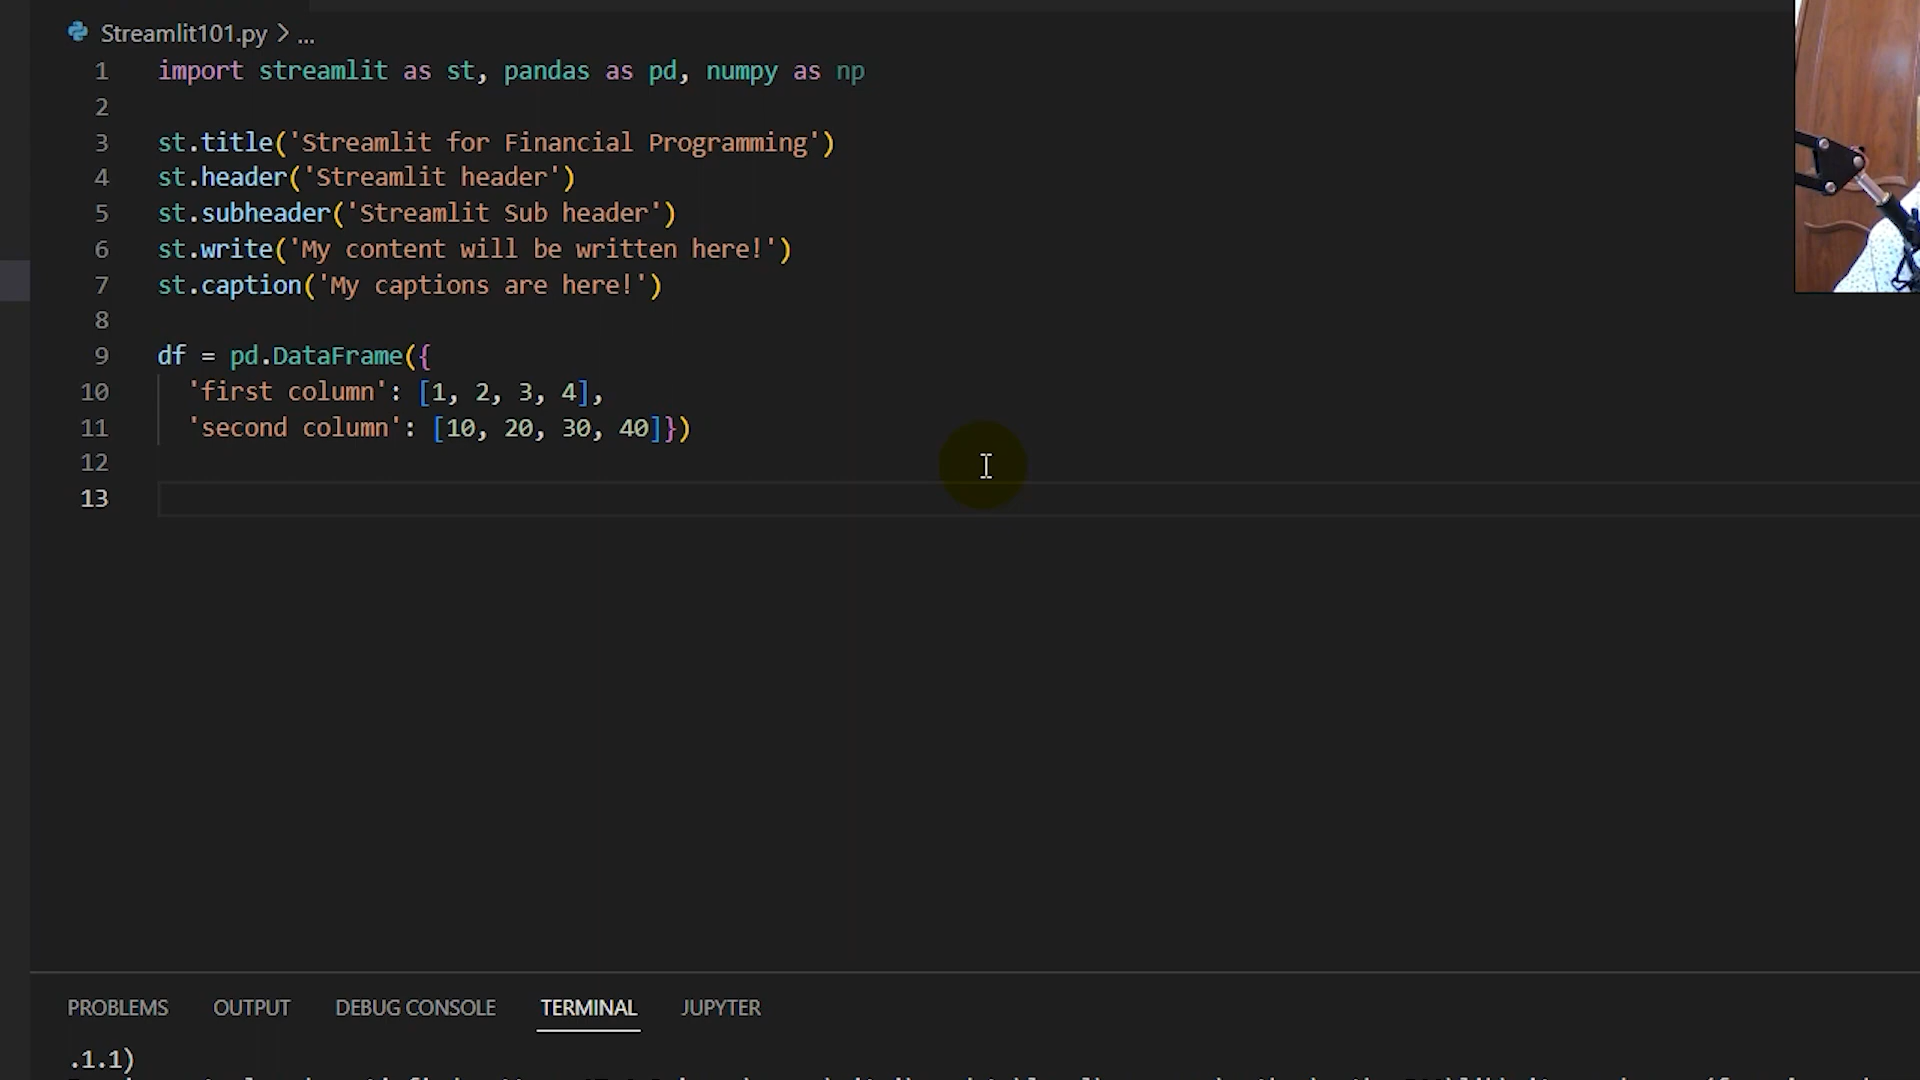 Streamlit101.py > ...
1 import streamlit as st, pandas as pd, numpy as np
2
3 st.title('Streamlit for Financial Programming')
4 st.header('Streamlit header')
5 st.subheader('Streamlit Sub header')
6 st.write('My content will be written here!')
7 st.caption('My captions are here!')
8
9 df = pd.DataFrame({
10 'first column': [1, 2, 3, 4],
11 'second column': [10, 20, 30, 40]})
12
13
PROBLEMS OUTPUT DEBUG CONSOLE TERMINAL JUPYTER
.1.1)